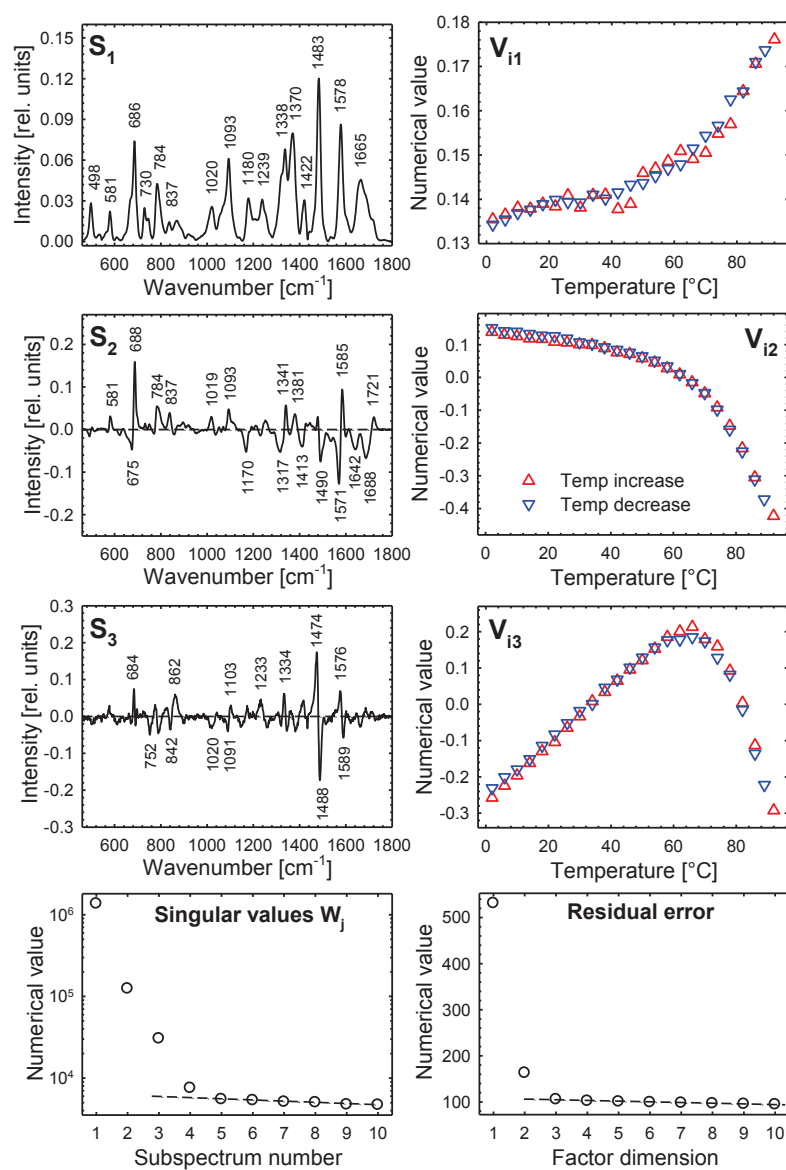 S1
Intensity [rel. units]
0.15
0.12
0.09
0.06
0.03
0.00
498
581
686
730
784
837
1020
1093
1180
1239
1338
1370
1422
1483
1578
1665
600 800 1000 1200 1400 1600 1800
Wavenumber [cm-1]
Vi1
Numerical value
0.18
0.17
0.16
0.15
0.14
0.13
0 20 40 60 80
Temperature [°C]
S2
Intensity [rel. units]
0.2
0.1
0.0
-0.1
-0.2
581
688
784
837
1019
1093
1341
1381
1585
1721
675
1170
1317
1413
1490
1571
1642
1688
600 800 1000 1200 1400 1600 1800
Wavenumber [cm-1]
Vi2
Numerical value
0.1
0.0
-0.1
-0.2
-0.3
-0.4
Temp increase
Temp decrease
0 20 40 60 80
Temperature [°C]
S3
Intensity [rel. units]
0.3
0.2
0.1
0.0
-0.1
-0.2
-0.3
684
862
1103
1233
1334
1474
1576
752
842
1020
1091
1488
1589
600 800 1000 1200 1400 1600 1800
Wavenumber [cm-1]
Vi3
Numerical value
0.2
0.1
0.0
-0.1
-0.2
-0.3
0 20 40 60 80
Temperature [°C]
Singular values Wj
Numerical value
10^6
10^5
10^4
1 2 3 4 5 6 7 8 9 10
Subspectrum number
Residual error
Numerical value
500
400
300
200
100
1 2 3 4 5 6 7 8 9 10
Factor dimension